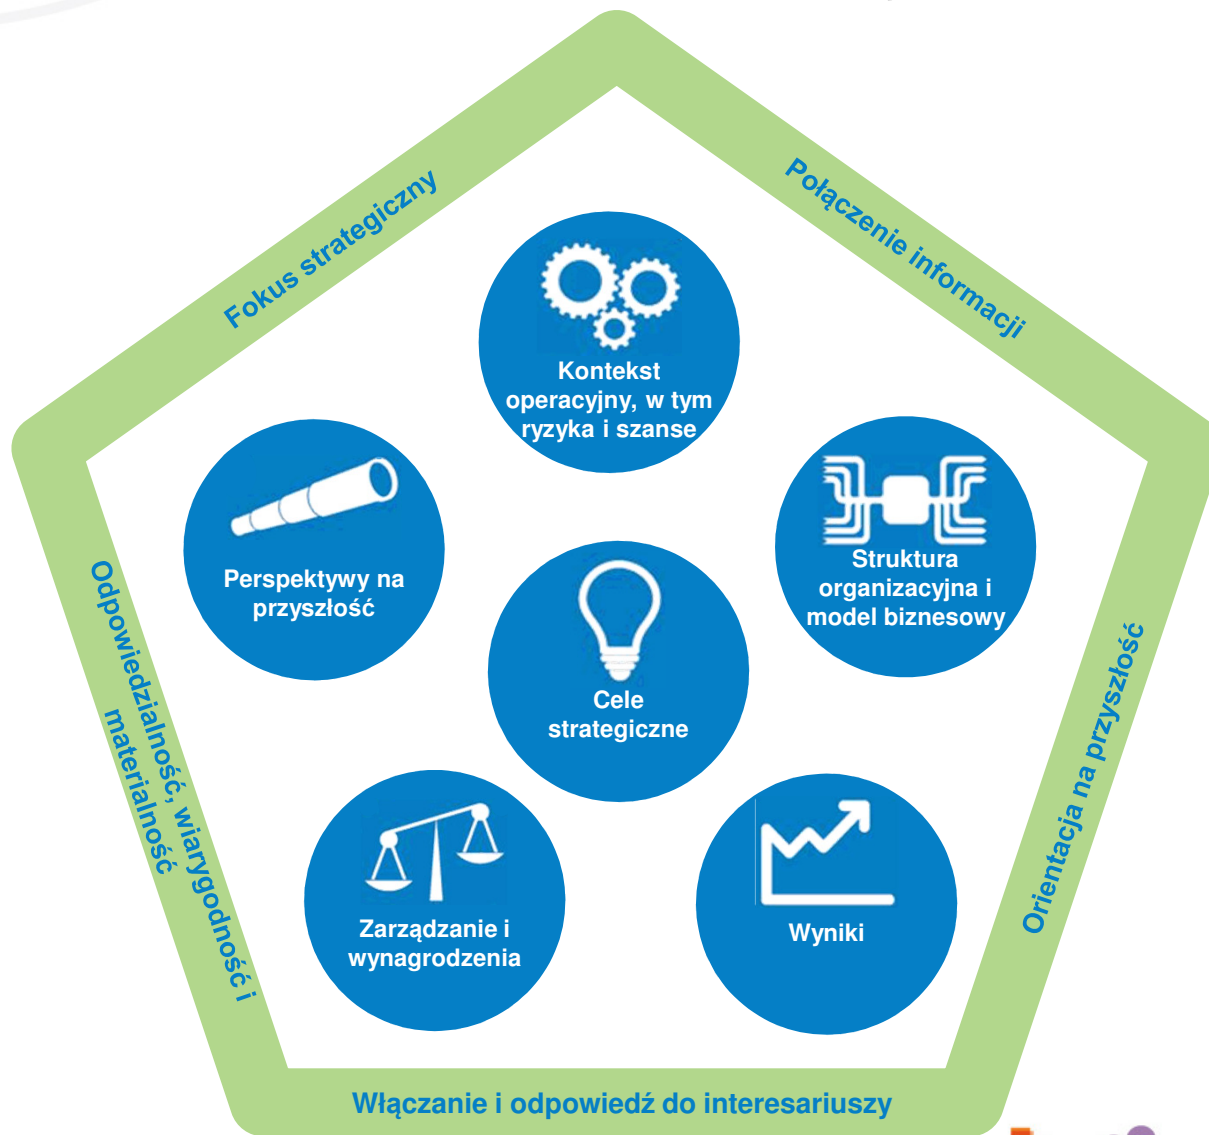 Fokus strategiczny
Połączenie informacji
Kontekst
operacyjny, w tym
ryzyka i szanse
Perspektywy na
przyszłość
Struktura
organizacyjna i
model biznesowy
Cele
strategiczne
Odpowiedzialność, wiarygodność i
materialność
Orientacja na przyszłość
Zarządzanie i
wynagrodzenia
Wyniki
Włączanie i odpowiedź do interesariuszy